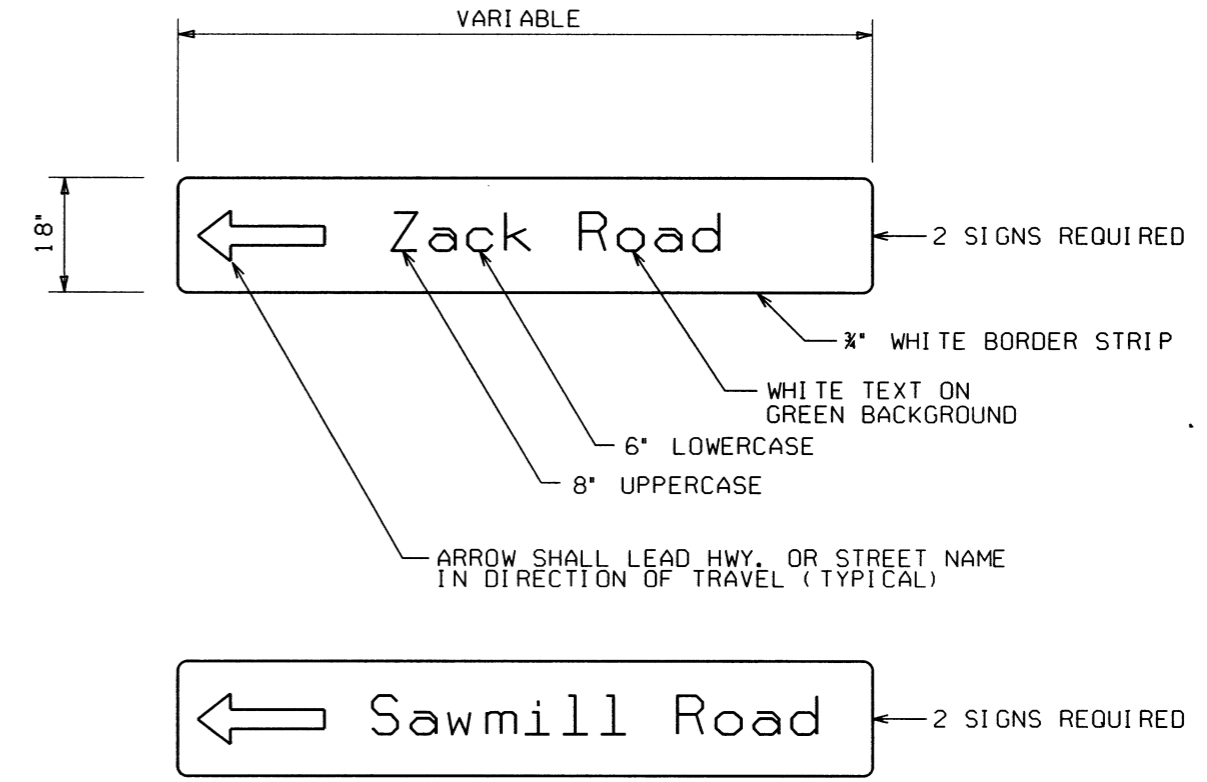 VARIABLE
18"
Zack Road
2 SIGNS REQUIRED
¾" WHITE BORDER STRIP
WHITE TEXT ON
GREEN BACKGROUND
6" LOWERCASE
8" UPPERCASE
ARROW SHALL LEAD HWY. OR STREET NAME
IN DIRECTION OF TRAVEL (TYPICAL)
Sawmill Road
2 SIGNS REQUIRED